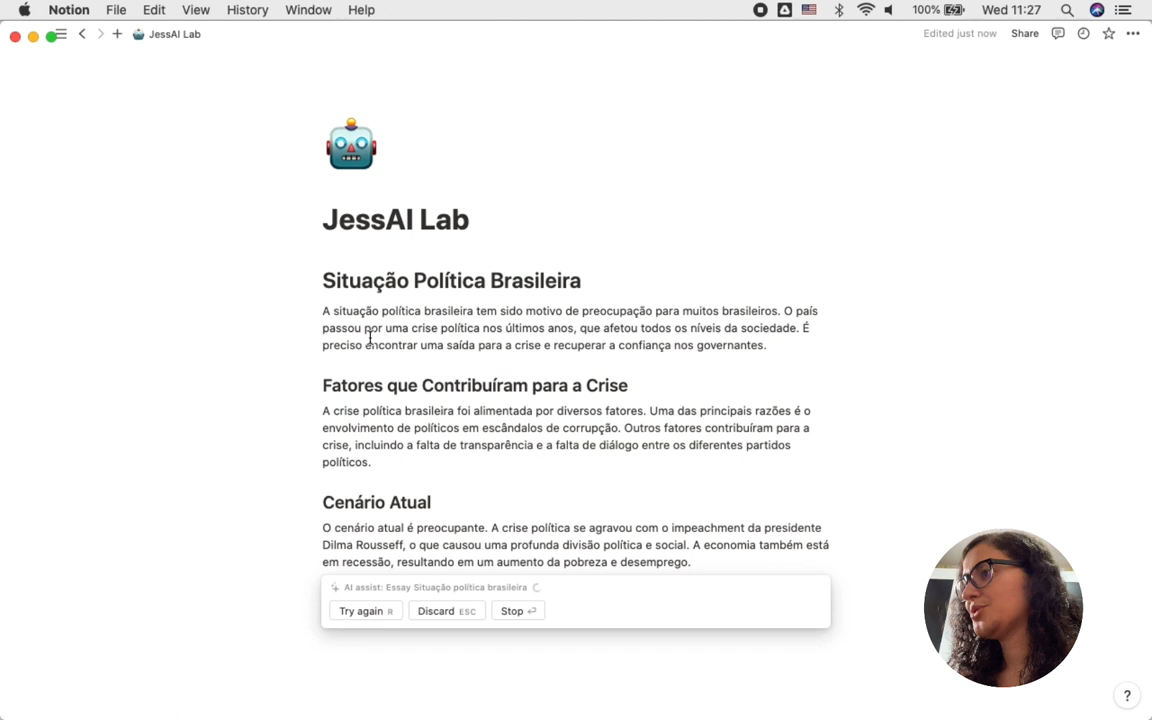 Notion File Edit View History Window Help 100% Wed 11:27
JessAI Lab Edited just now Share
JessAI Lab
Situação Política Brasileira
A situação política brasileira tem sido motivo de preocupação para muitos brasileiros. O país
passou por uma crise política nos últimos anos, que afetou todos os níveis da sociedade. É
preciso encontrar uma saída para a crise e recuperar a confiança nos governantes.
Fatores que Contribuíram para a Crise
A crise política brasileira foi alimentada por diversos fatores. Uma das principais razões é o
envolvimento de políticos em escândalos de corrupção. Outros fatores contribuíram para a
crise, incluindo a falta de transparência e a falta de diálogo entre os diferentes partidos
políticos.
Cenário Atual
O cenário atual é preocupante. A crise política se agravou com o impeachment da presidente
Dilma Rousseff, o que causou uma profunda divisão política e social. A economia também está
em recessão, resultando em um aumento da pobreza e desemprego.
AI assist: Essay Situação política brasileira
Try again R Discard ESC Stop ⏎
?